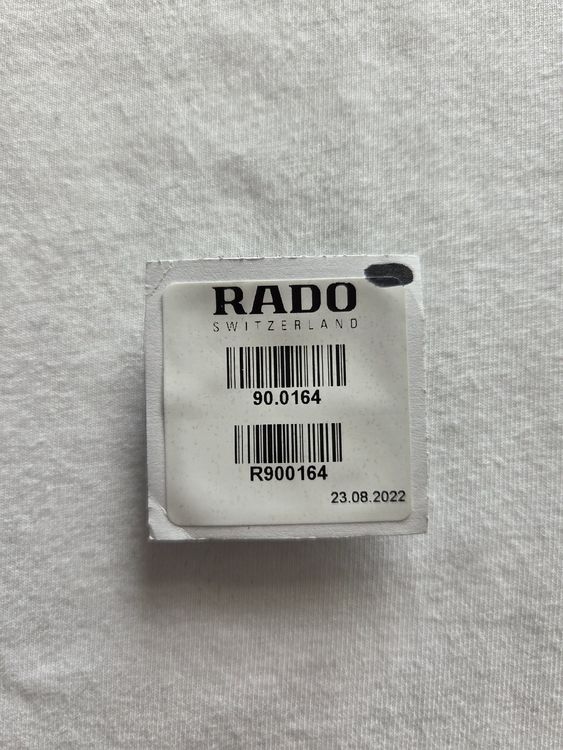 RADO
SWITZERLAND
90.0164
R900164
23.08.2022